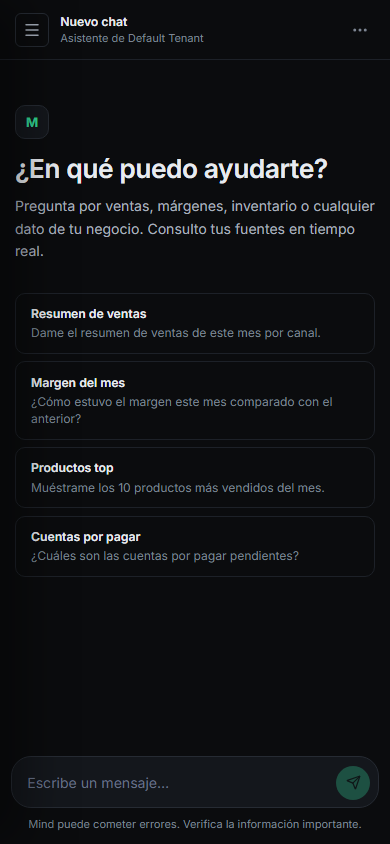 Nuevo chat
Asistente de Default Tenant
M
¿En qué puedo ayudarte?
Pregunta por ventas, márgenes, inventario o cualquier
dato de tu negocio. Consulto tus fuentes en tiempo
real.
Resumen de ventas
Dame el resumen de ventas de este mes por canal.
Margen del mes
¿Cómo estuvo el margen este mes comparado con el
anterior?
Productos top
Muéstrame los 10 productos más vendidos del mes.
Cuentas por pagar
¿Cuáles son las cuentas por pagar pendientes?
Escribe un mensaje...
Mind puede cometer errores. Verifica la información importante.